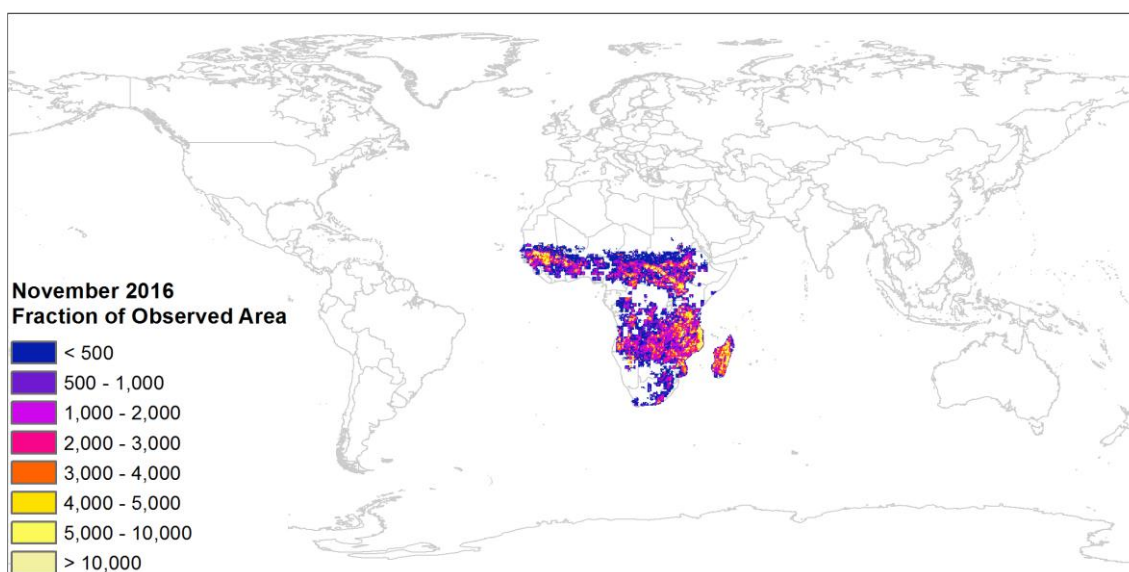 November 2016
Fraction of Observed Area
< 500
500 - 1,000
1,000 - 2,000
2,000 - 3,000
3,000 - 4,000
4,000 - 5,000
5,000 - 10,000
> 10,000